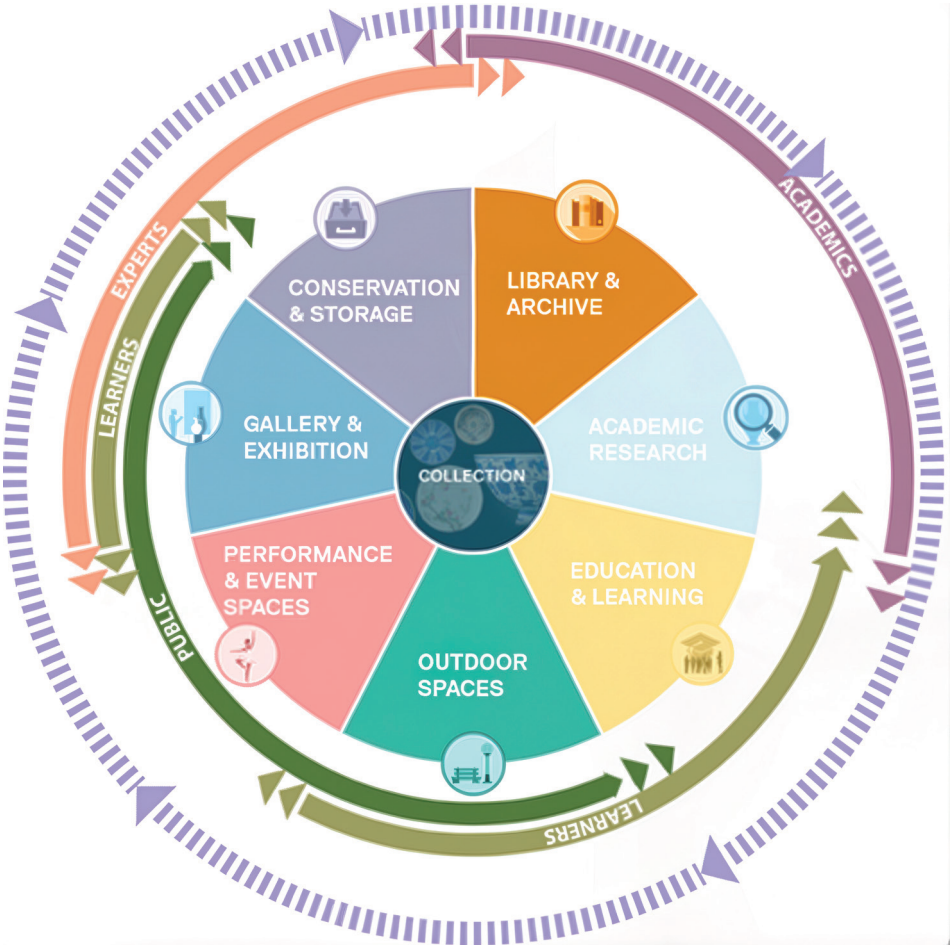 ACADEMICS
EXPERTS
LEARNERS
PUBLIC
LEARNERS
CONSERVATION
& STORAGE
LIBRARY &
ARCHIVE
GALLERY &
EXHIBITION
ACADEMIC
RESEARCH
COLLECTION
PERFORMANCE
& EVENT
SPACES
EDUCATION
& LEARNING
OUTDOOR
SPACES